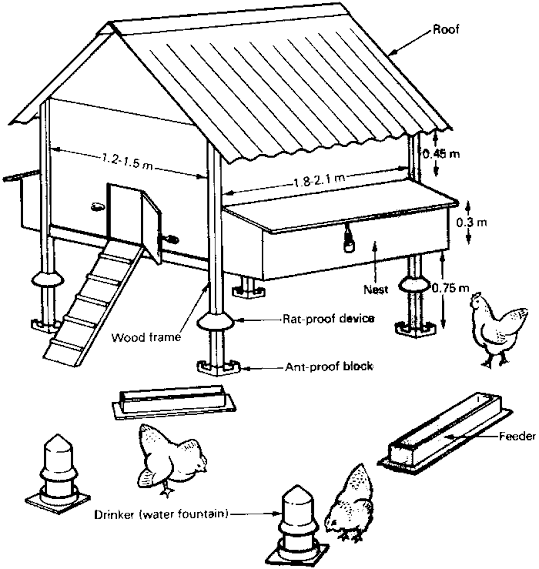 Roof
0.45 m
1.2-1.5 m
1.8-2.1 m
0.3 m
Nest
0.75 m
Rat-proof device
Wood frame
Ant-proof block
Feeder
Drinker (water fountain)